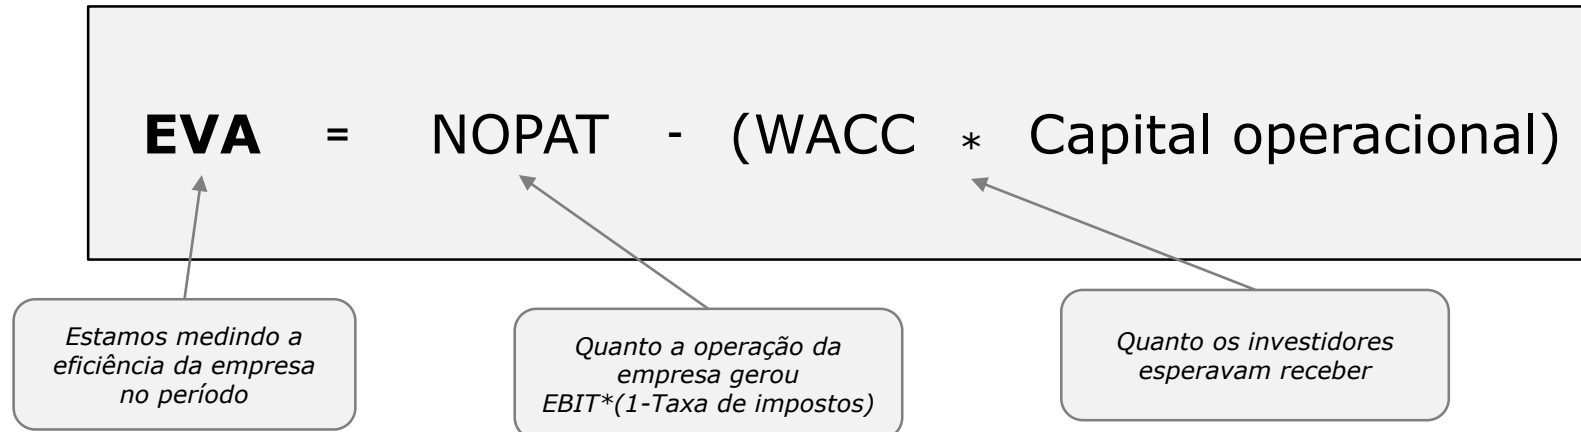 EVA = NOPAT - (WACC * Capital operacional)
Estamos medindo a
eficiência da empresa
no período
Quanto a operação da
empresa gerou
EBIT*(1-Taxa de impostos)
Quanto os investidores
esperavam receber